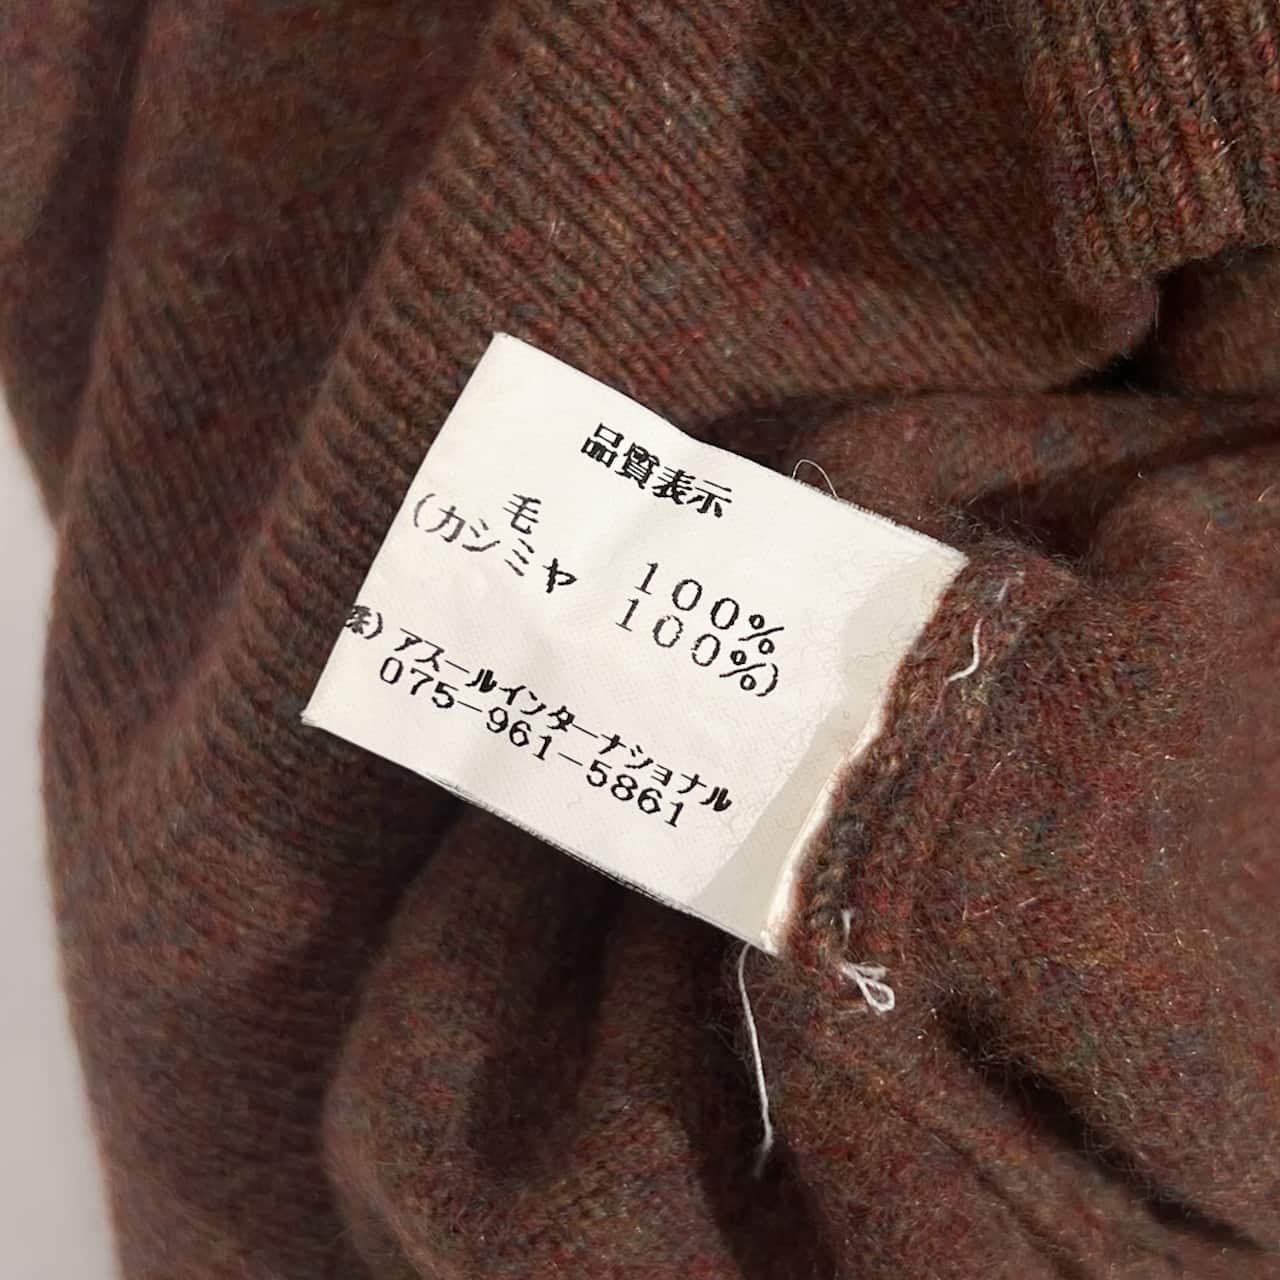 品質表示
毛 100%
(カシミヤ 100%)
(株)アスールインターナショナル
075-961-5861